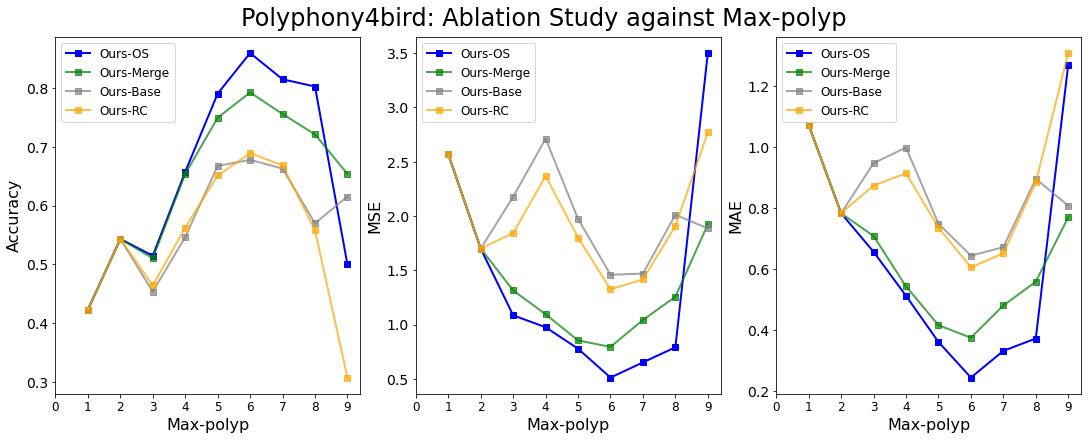 Polyphony4bird: Ablation Study against Max-polyp
Ours-OS
Ours-Merge
Ours-Base
Ours-RC
Accuracy
0.8
0.7
0.6
0.5
0.4
0.3
0 1 2 3 4 5 6 7 8 9
Max-polyp
Ours-OS
Ours-Merge
Ours-Base
Ours-RC
MSE
3.5
3.0
2.5
2.0
1.5
1.0
0.5
0 1 2 3 4 5 6 7 8 9
Max-polyp
Ours-OS
Ours-Merge
Ours-Base
Ours-RC
MAE
1.2
1.0
0.8
0.6
0.4
0.2
0 1 2 3 4 5 6 7 8 9
Max-polyp